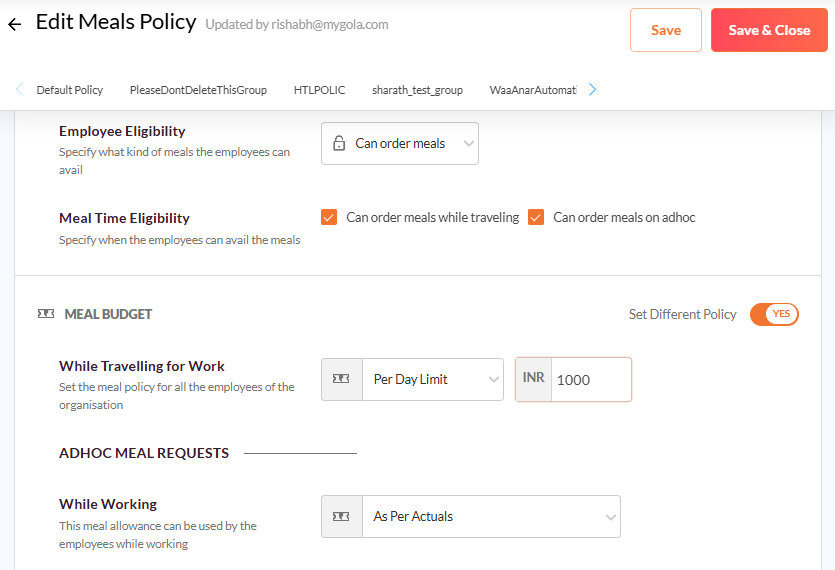 Edit Meals Policy Updated by rishabh@mygola.com Save Save & Close
Default Policy PleaseDontDeleteThisGroup HTLPOLIC sharath_test_group WaaAnarAutomati
Employee Eligibility
Specify what kind of meals the employees can
avail
Can order meals
Meal Time Eligibility
Specify when the employees can avail the meals
Can order meals while traveling Can order meals on adhoc
MEAL BUDGET Set Different Policy YES
While Travelling for Work
Set the meal policy for all the employees of the
organisation
Per Day Limit INR 1000
ADHOC MEAL REQUESTS
While Working
This meal allowance can be used by the
employees while working
As Per Actuals